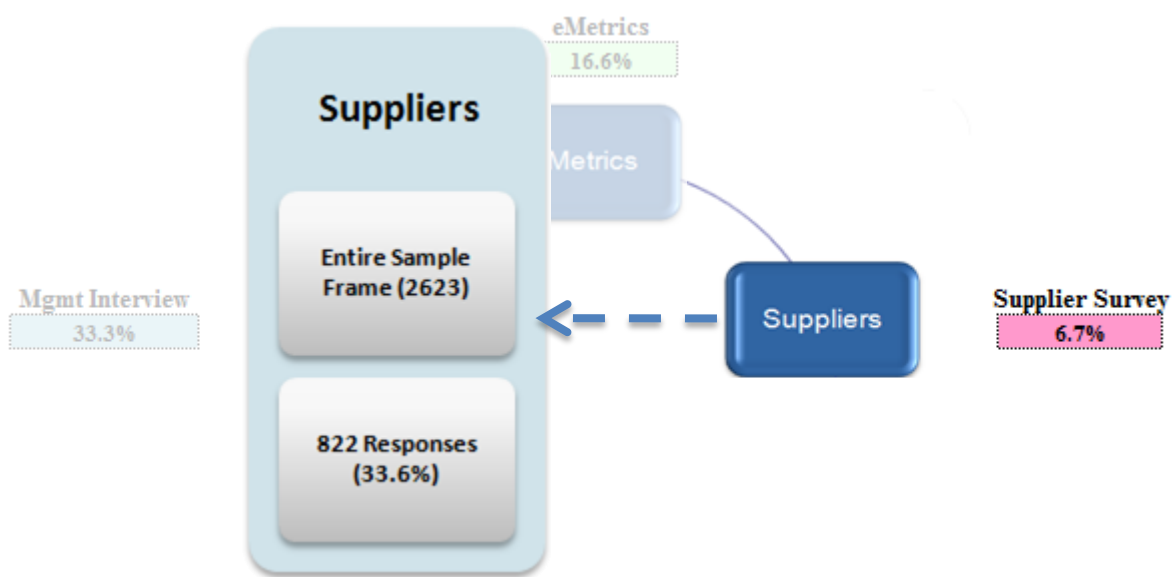 eMetrics
16.6%
Suppliers
Metrics
Entire Sample
Frame (2623)
Mgmt Interview
33.3%
Suppliers
Supplier Survey
6.7%
822 Responses
(33.6%)